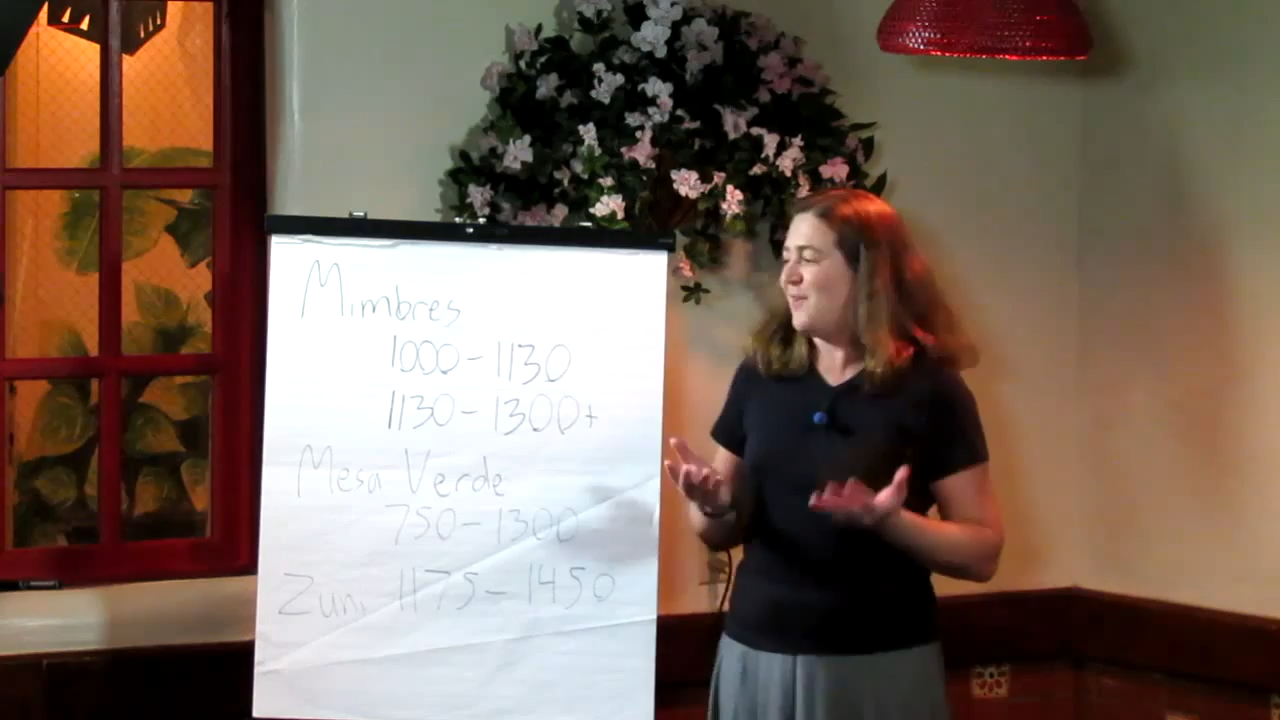 Mimbres
1000-1130
1130-1300+
Mesa Verde
750-1300
Zuni 1175-1450